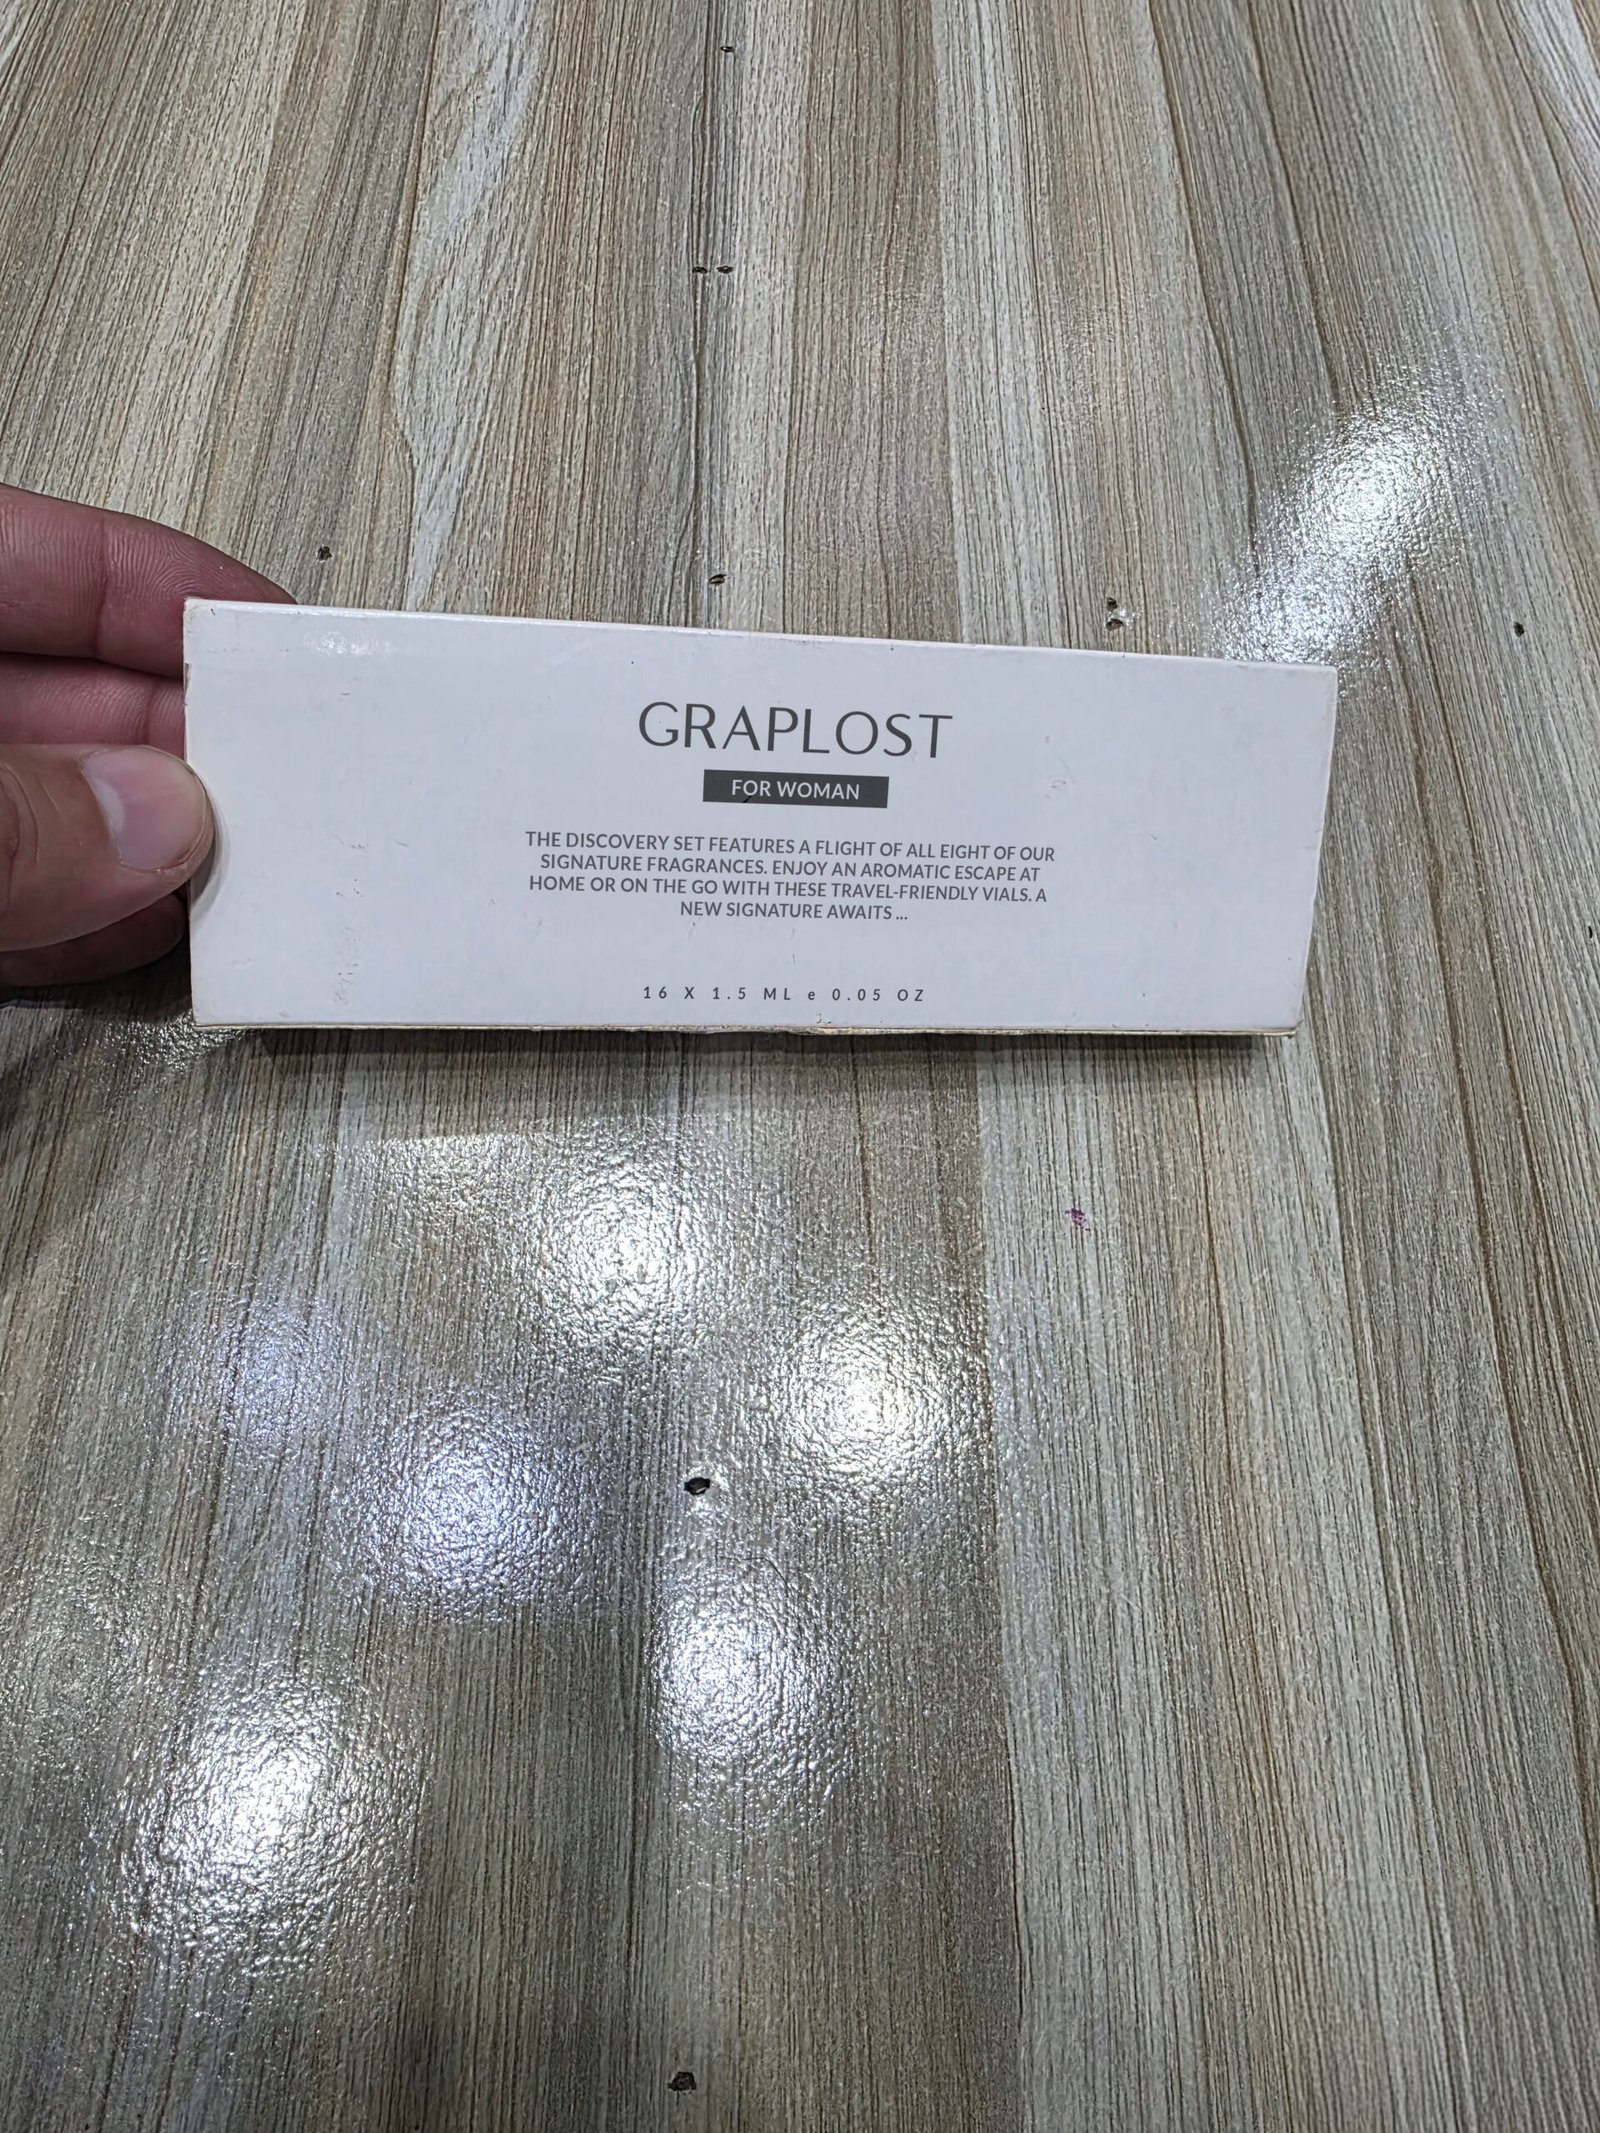 GRAPLOST
FOR WOMAN
THE DISCOVERY SET FEATURES A FLIGHT OF ALL EIGHT OF OUR
SIGNATURE FRAGRANCES. ENJOY AN AROMATIC ESCAPE AT
HOME OR ON THE GO WITH THESE TRAVEL-FRIENDLY VIALS. A
NEW SIGNATURE AWAITS ...
16 X 1.5 ML e 0.05 OZ